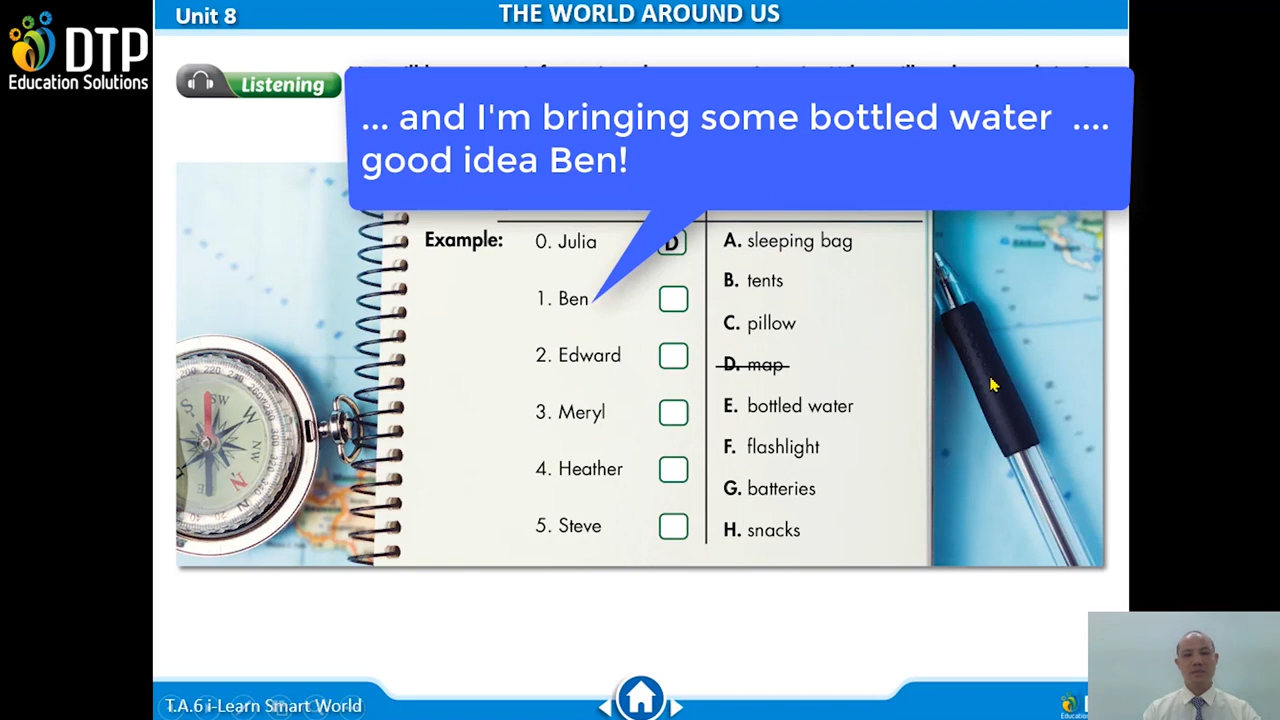 Unit 8
THE WORLD AROUND US
DTP
Education Solutions
Listening
... and I'm bringing some bottled water ....
good idea Ben!
Example:
0. Julia
D
1. Ben
2. Edward
3. Meryl
4. Heather
5. Steve
A. sleeping bag
B. tents
C. pillow
D. map
E. bottled water
F. flashlight
G. batteries
H. snacks
T.A.6 i-Learn Smart World